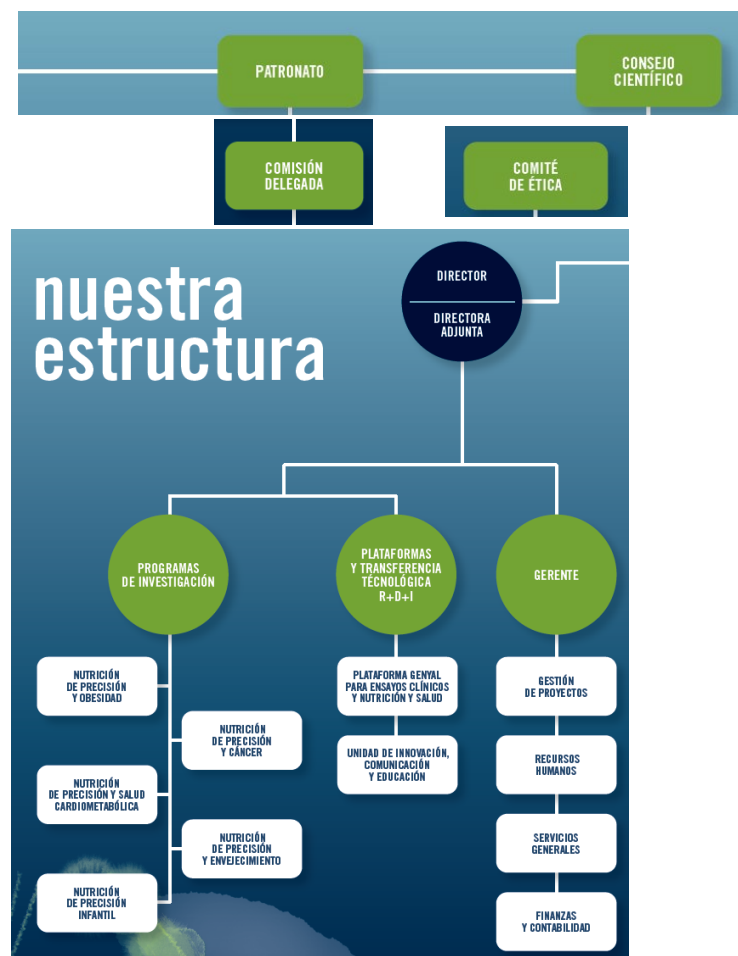 PATRONATO
CONSEJO
CIENTÍFICO
COMISIÓN
DELEGADA
COMITÉ
DE ÉTICA
nuestra
estructura
DIRECTOR
DIRECTORA
ADJUNTA
PROGRAMAS
DE INVESTIGACIÓN
PLATAFORMAS
Y TRANSFERENCIA
TÉCNOLÓGICA
R+D+I
GERENTE
NUTRICIÓN
DE PRECISIÓN
Y OBESIDAD
NUTRICIÓN
DE PRECISIÓN
Y CÁNCER
NUTRICIÓN
DE PRECISIÓN Y SALUD
CARDIOMETABÓLICA
NUTRICIÓN
DE PRECISIÓN
Y ENVEJECIMIENTO
NUTRICIÓN
DE PRECISIÓN
INFANTIL
PLATAFORMA GENYAL
PARA ENSAYOS CLÍNICOS
Y NUTRICIÓN Y SALUD
UNIDAD DE INNOVACIÓN,
COMUNICACIÓN
Y EDUCACIÓN
GESTIÓN
DE PROYECTOS
RECURSOS
HUMANOS
SERVICIOS
GENERALES
FINANZAS
Y CONTABILIDAD